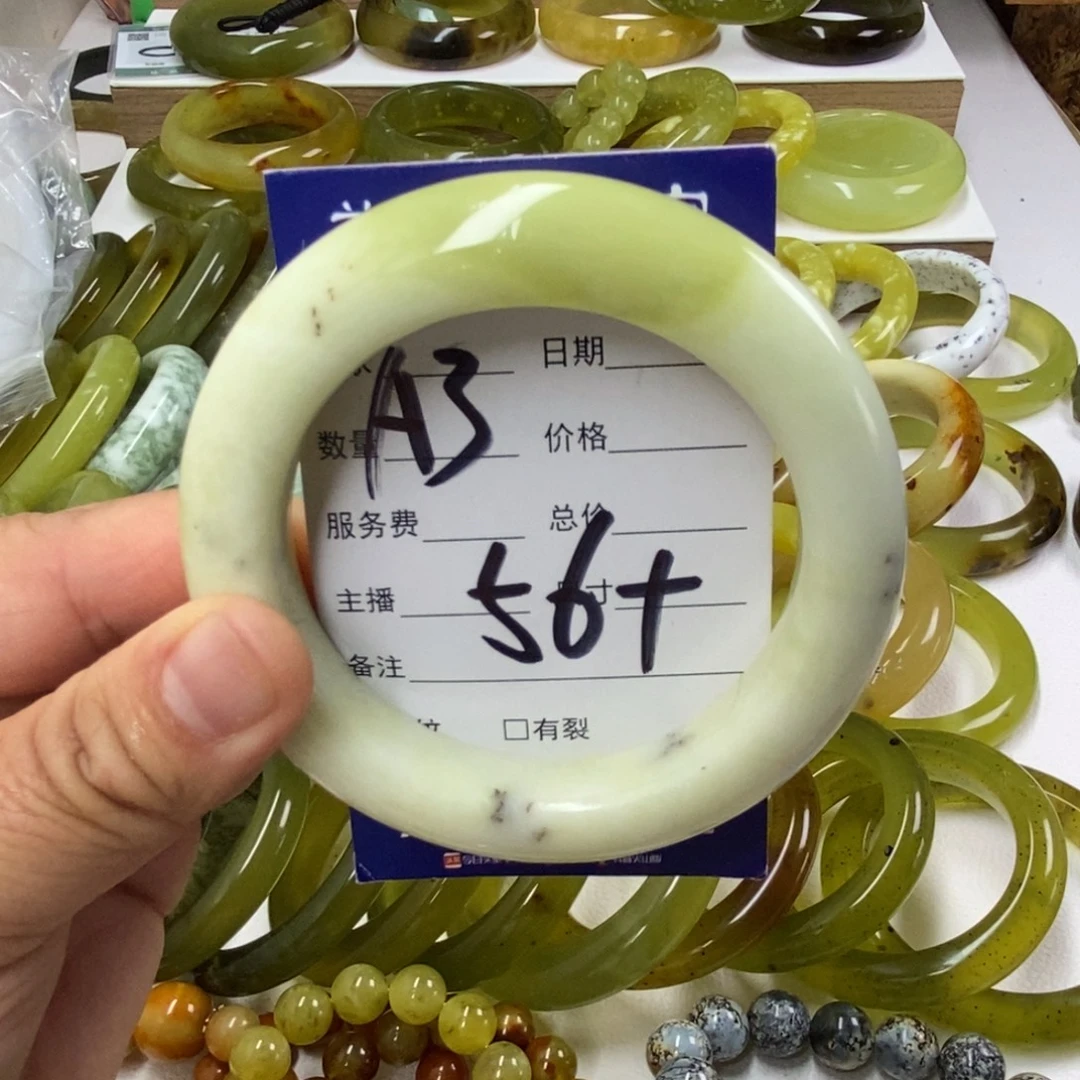 日期
A3
数量 价格
服务费 总价
主播
56+
备注
□有裂